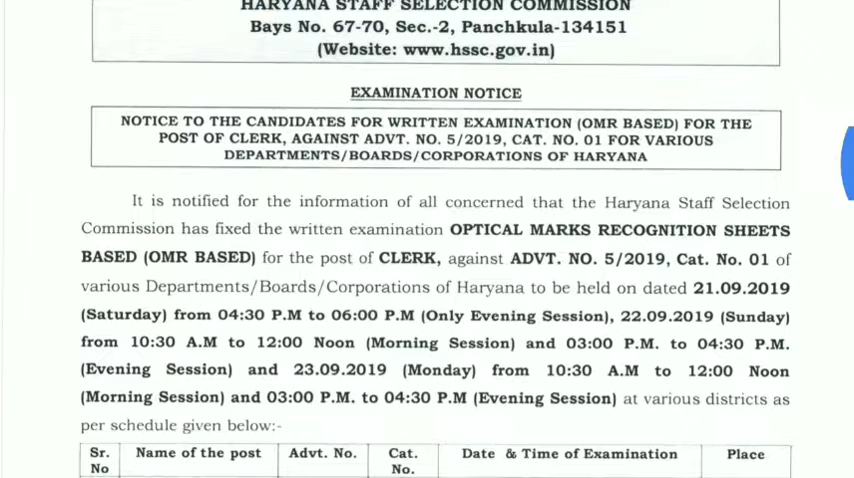 HARYANA STAFF SELECTION COMMISSION
Bays No. 67-70, Sec.-2, Panchkula-134151
(Website: www.hssc.gov.in)
EXAMINATION NOTICE
NOTICE TO THE CANDIDATES FOR WRITTEN EXAMINATION (OMR BASED) FOR THE
POST OF CLERK, AGAINST ADVT. NO. 5/2019, CAT. NO. 01 FOR VARIOUS
DEPARTMENTS/BOARDS/CORPORATIONS OF HARYANA
It is notified for the information of all concerned that the Haryana Staff Selection
Commission has fixed the written examination OPTICAL MARKS RECOGNITION SHEETS
BASED (OMR BASED) for the post of CLERK, against ADVT. NO. 5/2019, Cat. No. 01 of
various Departments/Boards/Corporations of Haryana to be held on dated 21.09.2019
(Saturday) from 04:30 P.M to 06:00 P.M (Only Evening Session), 22.09.2019 (Sunday)
from 10:30 A.M to 12:00 Noon (Morning Session) and 03:00 P.M. to 04:30 P.M.
(Evening Session) and 23.09.2019 (Monday) from 10:30 A.M to 12:00 Noon
(Morning Session) and 03:00 P.M. to 04:30 P.M (Evening Session) at various districts as
per schedule given below:-
Sr. No Name of the post Advt. No. Cat. No. Date & Time of Examination Place